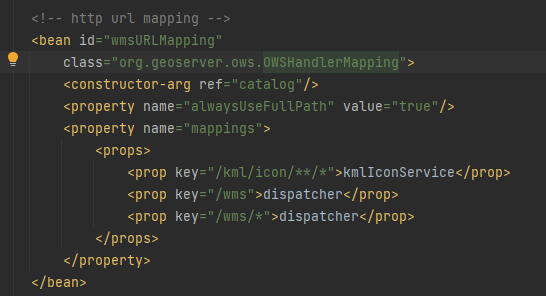 <!-- http url mapping -->
<bean id="wmsURLMapping"
class="org.geoserver.ows.OWSHandlerMapping">
<constructor-arg ref="catalog"/>
<property name="alwaysUseFullPath" value="true"/>
<property name="mappings">
<props>
<prop key="/kml/icon/**/*">kmlIconService</prop>
<prop key="/wms">dispatcher</prop>
<prop key="/wms/*">dispatcher</prop>
</props>
</property>
</bean>